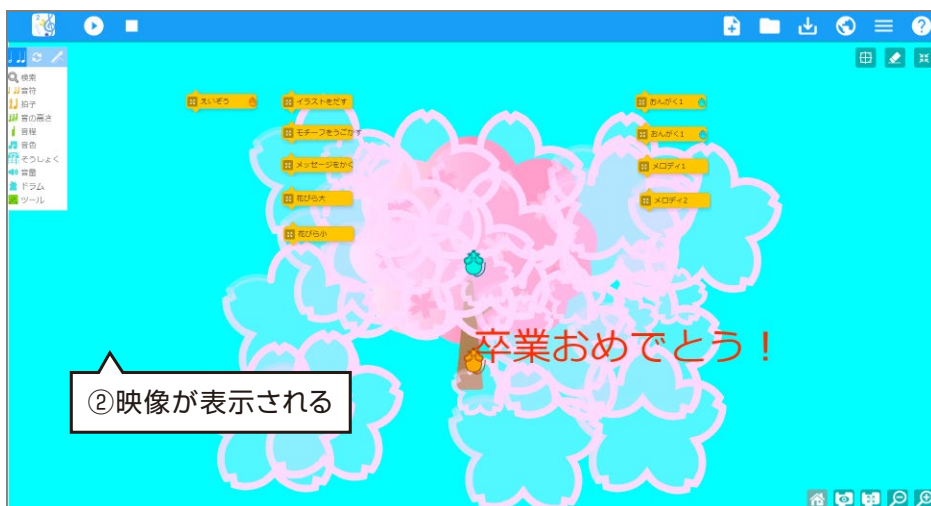 検索
音符
拍子
音の高さ
音程
音色
そうしょく
音量
ドラム
ツール
えいぞう
イラストをだす
モチーフをうごかす
メッセージをかく
花びら大
花びら小
おんがく1
おんがく1
メロディ1
メロディ2
卒業おめでとう！
②映像が表示される